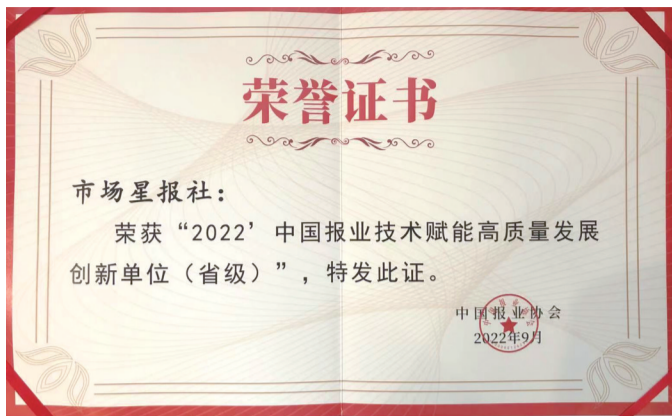 荣誉证书
市场星报社：
荣获“2022’中国报业技术赋能高质量发展
创新单位（省级）”，特发此证。
中国报业协会
2022年9月